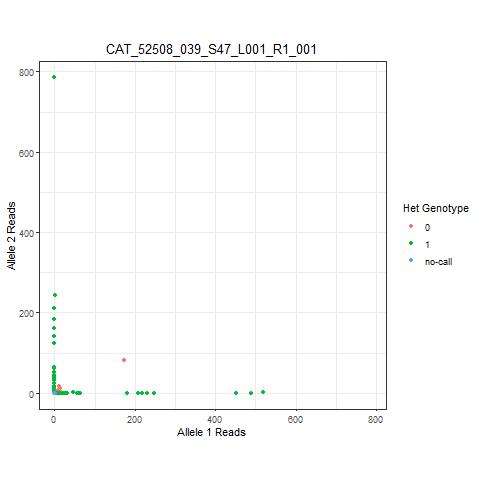 CAT_52508_039_S47_L001_R1_001
800
600
400
200
0
Allele 2 Reads
0 200 400 600 800
Allele 1 Reads
Het Genotype
0
1
no-call